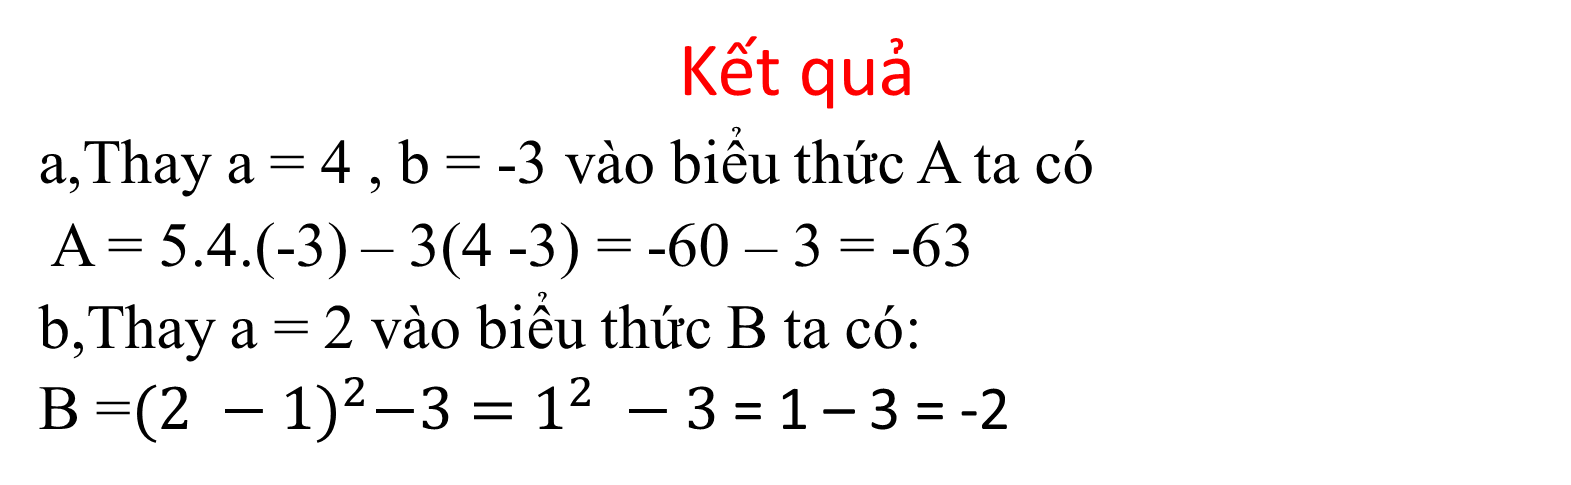 Kết quả
a,Thay a = 4 , b = -3 vào biểu thức A ta có
A = 5.4.(-3) – 3(4 -3) = -60 – 3 = -63
b,Thay a = 2 vào biểu thức B ta có:
B =(2 − 1)²−3 = 1² − 3 = 1 – 3 = -2